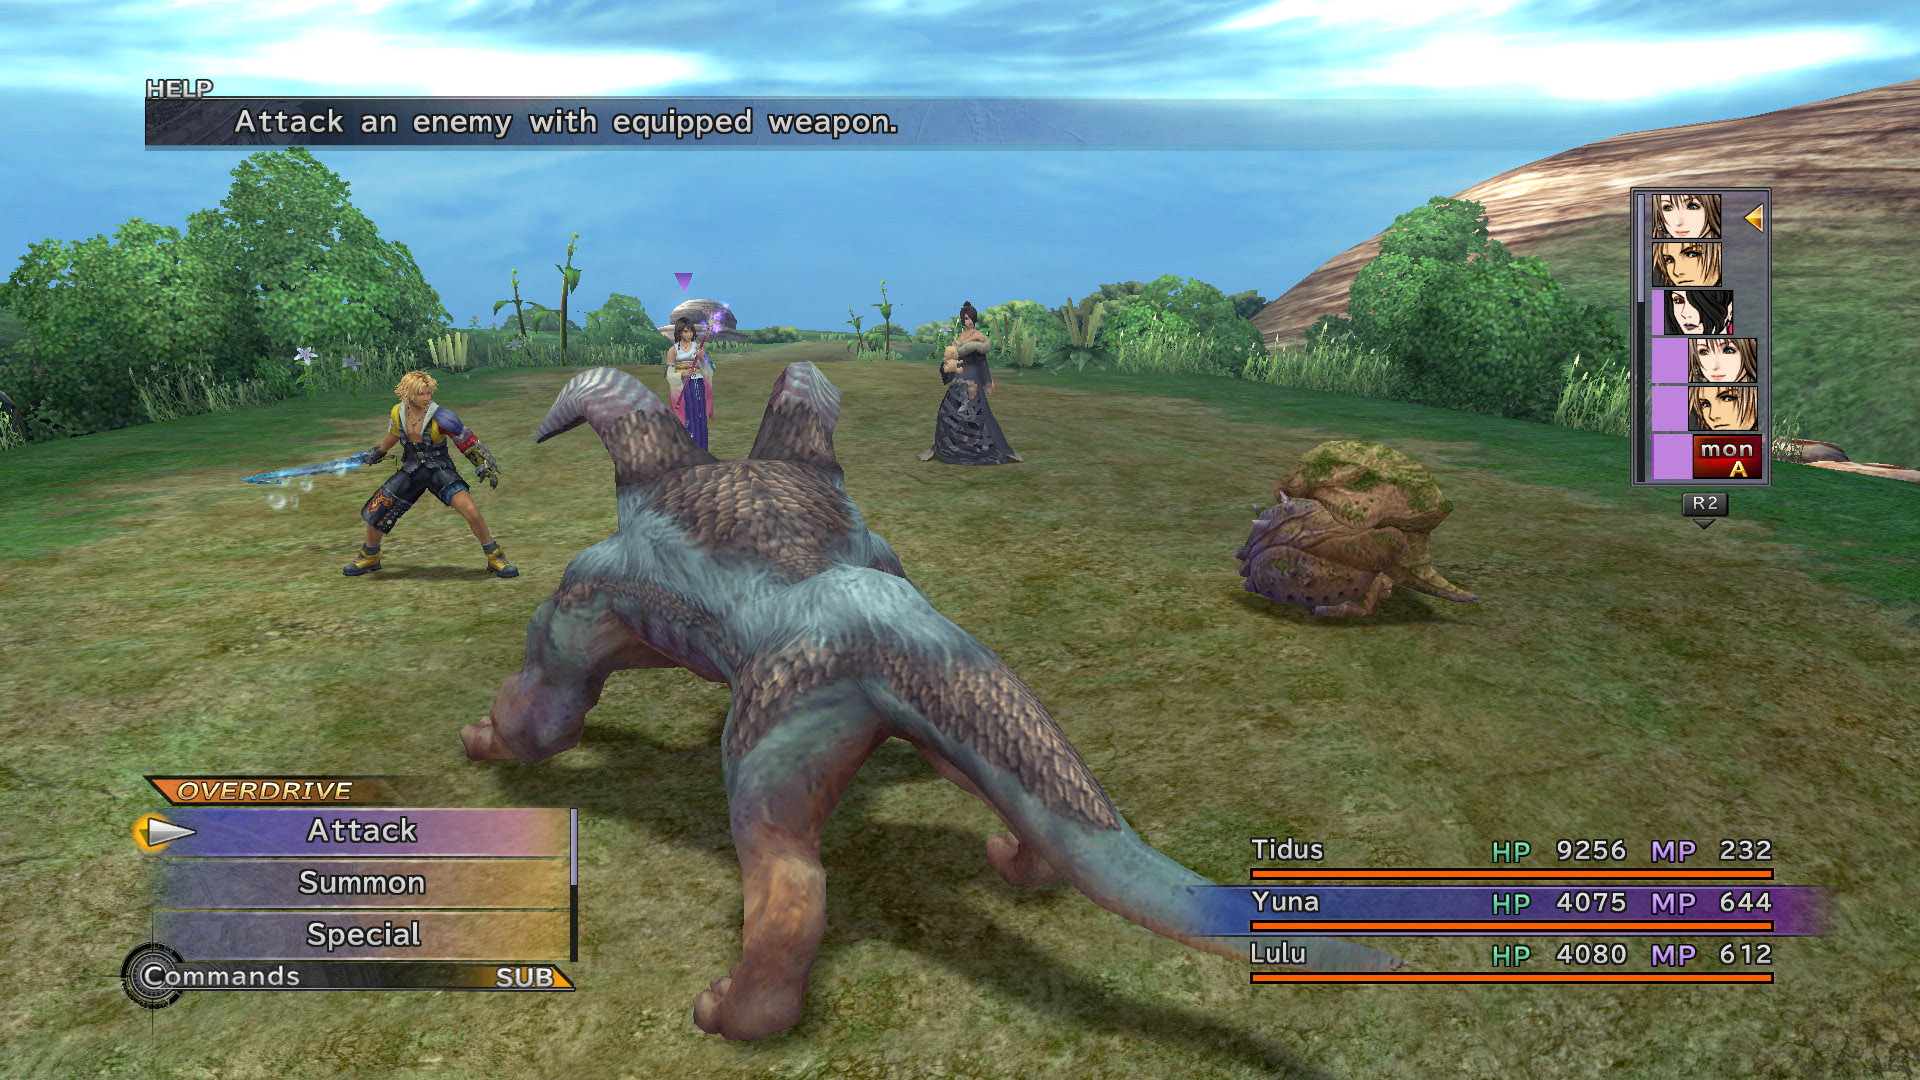 HELP
Attack an enemy with equipped weapon.
mon
A
R2
OVERDRIVE
Attack
Summon
Special
Commands SUB
Tidus HP 9256 MP 232
Yuna HP 4075 MP 644
Lulu HP 4080 MP 612